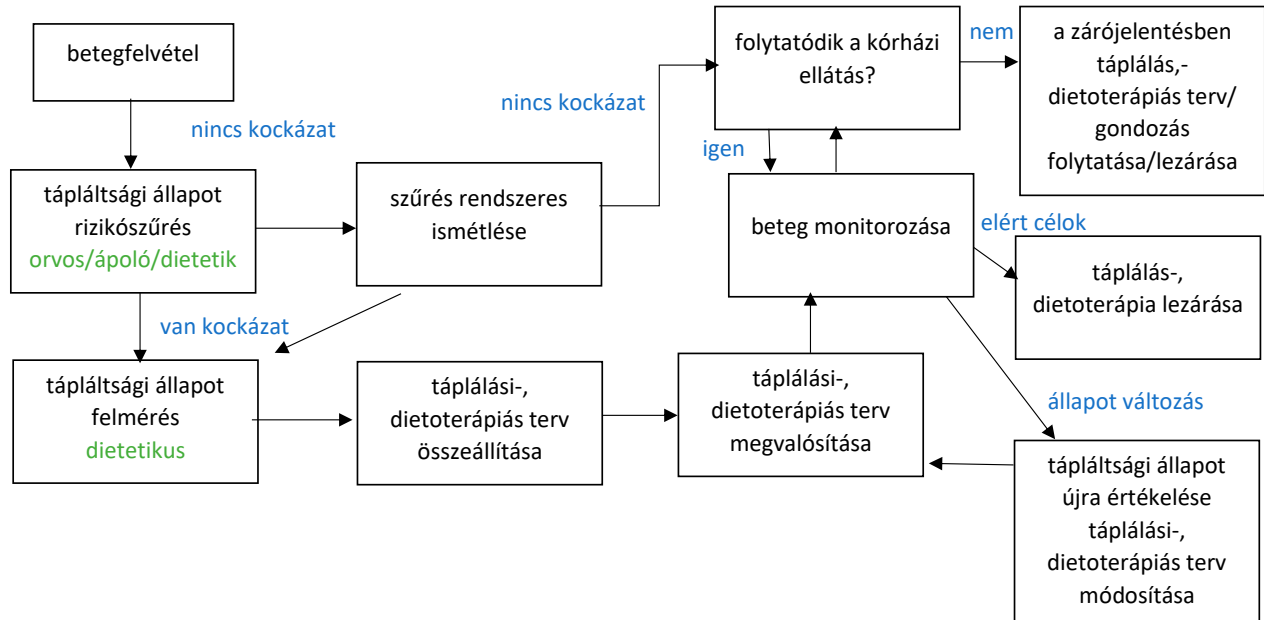 betegfelvétel
nincs kockázat
tápláltsági állapot
rizikószűrés
orvos/ápoló/dietetik
van kockázat
tápláltsági állapot
felmérés
dietetikus
szűrés rendszeres
ismétlése
nincs kockázat
táplálási-,
dietoterápiás terv
összeállítása
folytatódik a kórházi
ellátás?
igen
nem
a zárójelentésben
táplálás,-
dietoterápiás terv/
gondozás
folytatása/lezárása
beteg monitorozása
elért célok
táplálás-,
dietoterápia lezárása
táplálási-,
dietoterápiás terv
megvalósítása
állapot változás
tápláltsági állapot
újra értékelése
táplálási-,
dietoterápiás terv
módosítása